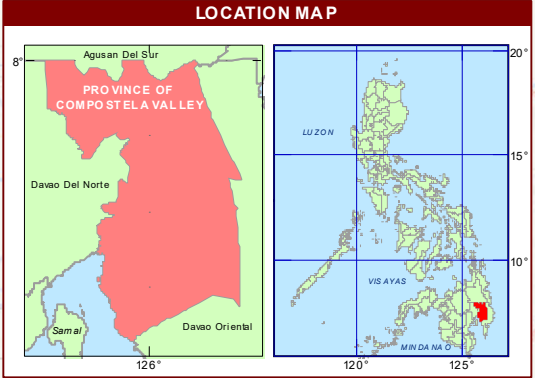 LOCATION MAP
Agusan Del Sur
8°
PROVINCE OF
COMPOSTELA VALLEY
Davao Del Norte
Samal
Davao Oriental
126°
20°
LUZON
15°
10°
VISAYAS
MINDANAO
120°
125°